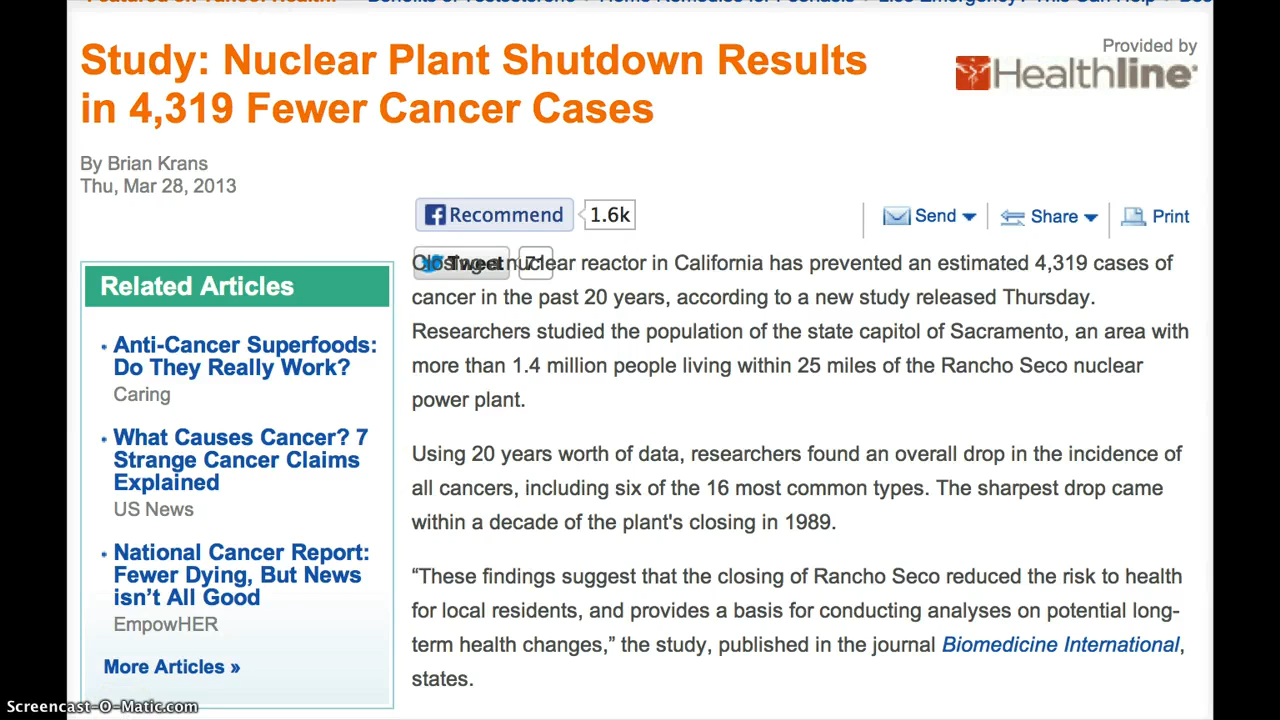 Study: Nuclear Plant Shutdown Results
in 4,319 Fewer Cancer Cases
Provided by
Healthline
By Brian Krans
Thu, Mar 28, 2013
Recommend 1.6k
Send Share Print
Tweet 71
Related Articles
Anti-Cancer Superfoods:
Do They Really Work?
Caring
What Causes Cancer? 7
Strange Cancer Claims
Explained
US News
National Cancer Report:
Fewer Dying, But News
isn’t All Good
EmpowHER
More Articles »
Closing a nuclear reactor in California has prevented an estimated 4,319 cases of
cancer in the past 20 years, according to a new study released Thursday.
Researchers studied the population of the state capitol of Sacramento, an area with
more than 1.4 million people living within 25 miles of the Rancho Seco nuclear
power plant.
Using 20 years worth of data, researchers found an overall drop in the incidence of
all cancers, including six of the 16 most common types. The sharpest drop came
within a decade of the plant's closing in 1989.
“These findings suggest that the closing of Rancho Seco reduced the risk to health
for local residents, and provides a basis for conducting analyses on potential long-
term health changes,” the study, published in the journal Biomedicine International,
states.
Screencast-O-Matic.com